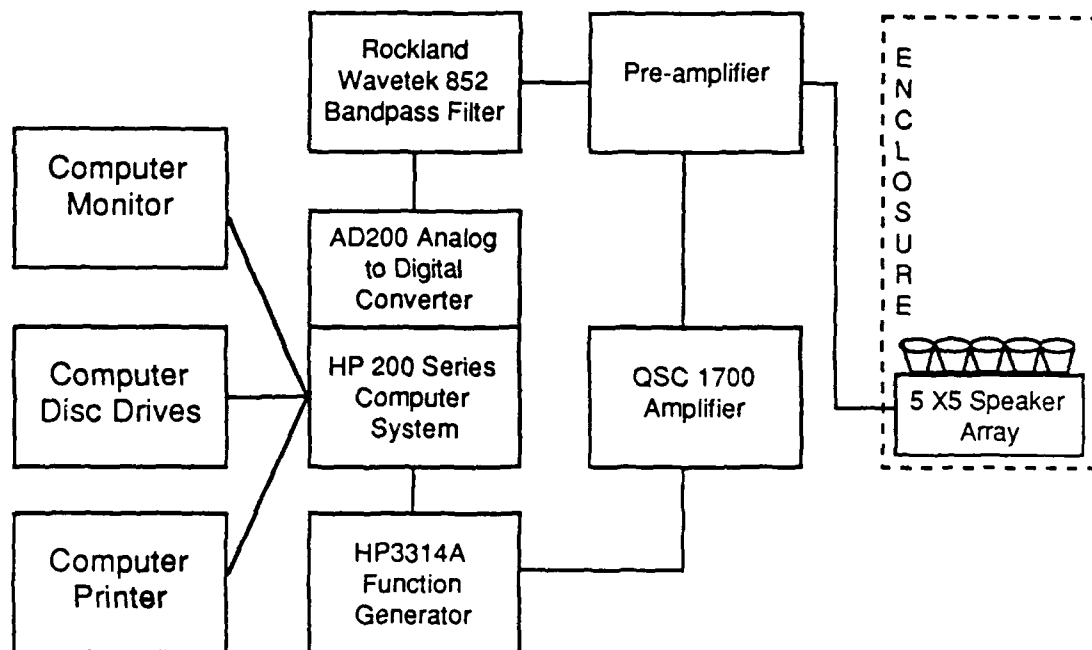 Rockland
Wavetek 852
Bandpass Filter
Pre-amplifier
E
N
C
L
O
S
U
R
E
Computer
Monitor
AD200 Analog
to Digital
Converter
Computer
Disc Drives
HP 200 Series
Computer
System
QSC 1700
Amplifier
5 X5 Speaker
Array
Computer
Printer
HP3314A
Function
Generator